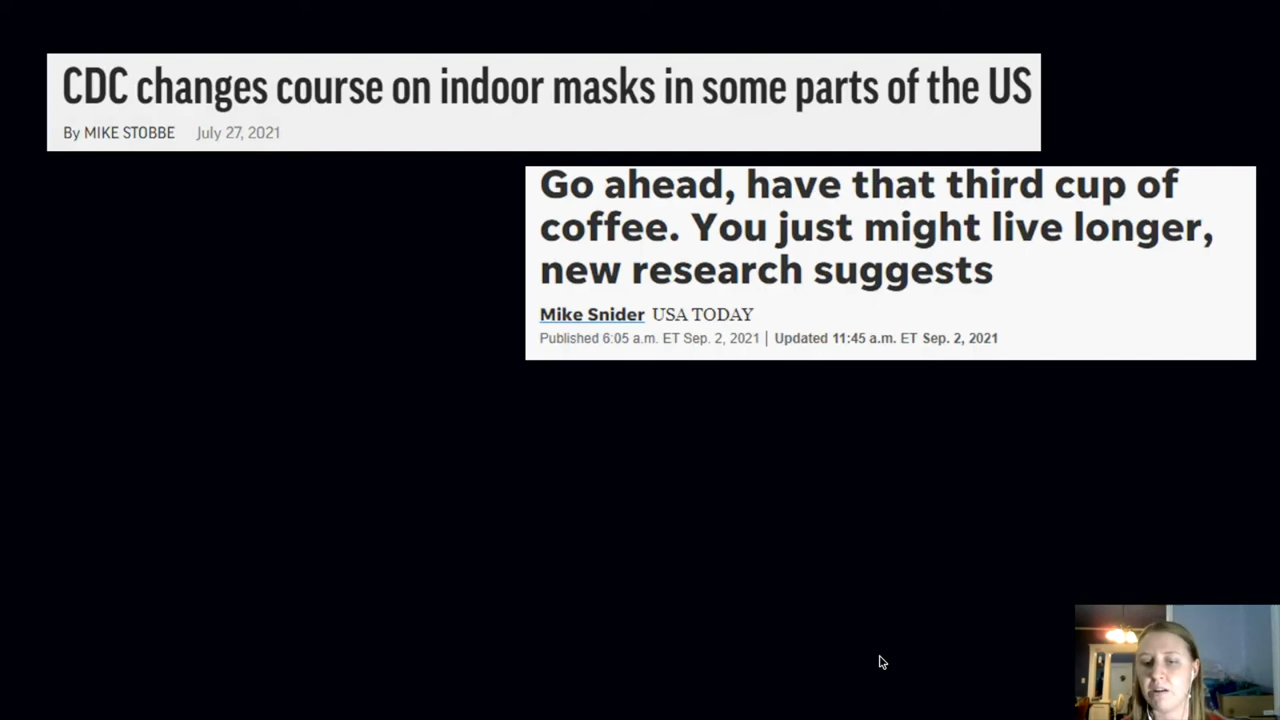 CDC changes course on indoor masks in some parts of the US
By MIKE STOBBE July 27, 2021
Go ahead, have that third cup of
coffee. You just might live longer,
new research suggests
Mike Snider USA TODAY
Published 6:05 a.m. ET Sep. 2, 2021 | Updated 11:45 a.m. ET Sep. 2, 2021